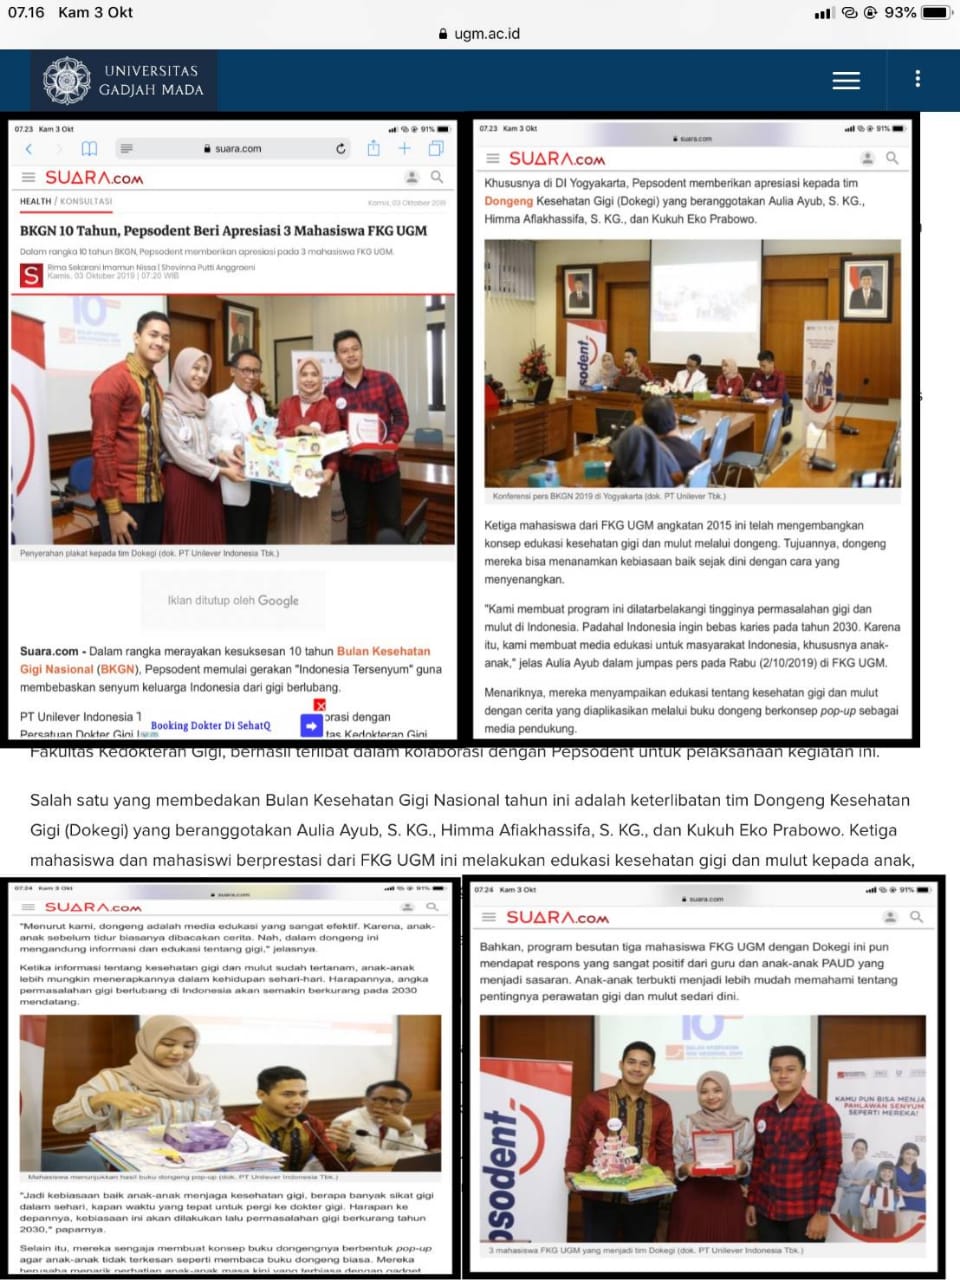 07.16 Kam 3 Okt
93%
ugm.ac.id
UNIVERSITAS
GADJAH MADA
07.23 Kam 3 Okt
91%
suara.com
SUARA.COM
HEALTH / KONSULTASI
Kamis, 03 Oktober 2019
BKGN 10 Tahun, Pepsodent Beri Apresiasi 3 Mahasiswa FKG UGM
Dalam rangka 10 tahun BKGN, Pepsodent memberikan apresiasi pada 3 mahasiswa FKG UGM.
S
Rima Sekarani Imamun Nissa | Shevinna Putti Anggraeni
Kamis, 03 Oktober 2019 | 07:20 WIB
10
Penyerahan plakat kepada tim Dokegi (dok. PT Unilever Indonesia Tbk.)
Iklan ditutup oleh Google
Suara.com - Dalam rangka merayakan kesuksesan 10 tahun Bulan Kesehatan
Gigi Nasional (BKGN), Pepsodent memulai gerakan "Indonesia Tersenyum" guna
membebaskan senyum keluarga Indonesia dari gigi berlubang.
PT Unilever Indonesia
Booking Dokter Di SehatQ
dengan
Persatuan Dokter Gigi
Kedokteran Gigi
07.23 Kam 3 Okt
91%
suara.com
SUARA.COM
Khususnya di DI Yogyakarta, Pepsodent memberikan apresiasi kepada tim
Dongeng Kesehatan Gigi (Dokegi) yang beranggotakan Aulia Ayub, S. KG.,
Himma Afiakhassifa, S. KG., dan Kukuh Eko Prabowo.
sodent
Konferensi pers BKGN 2019 di Yogyakarta (dok. PT Unilever Tbk.)
Ketiga mahasiswa dari FKG UGM angkatan 2015 ini telah mengembangkan
konsep edukasi kesehatan gigi dan mulut melalui dongeng. Tujuannya, dongeng
mereka bisa menanamkan kebiasaan baik sejak dini dengan cara yang
menyenangkan.
"Kami membuat program ini dilatarbelakangi tingginya permasalahan gigi dan
mulut di Indonesia. Padahal Indonesia ingin bebas karies pada tahun 2030. Karena
itu, kami membuat media edukasi untuk masyarakat Indonesia, khususnya anak-
anak," jelas Aulia Ayub dalam jumpas pers pada Rabu (2/10/2019) di FKG UGM.
Menariknya, mereka menyampaikan edukasi tentang kesehatan gigi dan mulut
dengan cerita yang diaplikasikan melalui buku dongeng berkonsep pop-up sebagai
media pendukung.
Fakultas Kedokteran Gigi, berhasil terlibat dalam kolaborasi dengan Pepsodent untuk pelaksanaan kegiatan ini.
Salah satu yang membedakan Bulan Kesehatan Gigi Nasional tahun ini adalah keterlibatan tim Dongeng Kesehatan
Gigi (Dokegi) yang beranggotakan Aulia Ayub, S. KG., Himma Afiakhassifa, S. KG., dan Kukuh Eko Prabowo. Ketiga
mahasiswa dan mahasiswi berprestasi dari FKG UGM ini melakukan edukasi kesehatan gigi dan mulut kepada anak,
07.24 Kam 3 Okt
91%
suara.com
SUARA.COM
"Menurut kami, dongeng adalah media edukasi yang sangat efektif. Karena, anak-
anak sebelum tidur biasanya dibacakan cerita. Nah, dalam dongeng ini
mengandung informasi dan edukasi tentang gigi," jelasnya.
Ketika informasi tentang kesehatan gigi dan mulut sudah tertanam, anak-anak
lebih mungkin menerapkannya dalam kehidupan sehari-hari. Harapannya, angka
permasalahan gigi berlubang di Indonesia akan semakin berkurang pada 2030
mendatang.
Mahasiswa menunjukkan hasil buku dongeng pop-up (dok. PT Unilever Indonesia Tbk.)
"Jadi kebiasaan baik anak-anak menjaga kesehatan gigi, berapa banyak sikat gigi
dalam sehari, kapan waktu yang tepat untuk pergi ke dokter gigi. Harapan ke
depannya, kebiasaan ini akan dilakukan lalu permasalahan gigi berkurang tahun
2030," paparnya.
Selain itu, mereka sengaja membuat konsep buku dongengnya berbentuk pop-up
agar anak-anak tidak terkesan seperti membaca buku dongeng biasa. Mereka
berusaha menarik perhatian anak-anak masa kini yang terbiasa dengan gadget
07.24 Kam 3 Okt
91%
suara.com
SUARA.COM
Bahkan, program besutan tiga mahasiswa FKG UGM dengan Dokegi ini pun
mendapat respons yang sangat positif dari guru dan anak-anak PAUD yang
menjadi sasaran. Anak-anak terbukti menjadi lebih mudah memahami tentang
pentingnya perawatan gigi dan mulut sedari dini.
10
psodent
KAMU PUN BISA MENJA
PAHLAWAN SENYUM
SEPERTI MEREKA!
3 mahasiswa FKG UGM yang menjadi tim Dokegi (dok. PT Unilever Indonesia Tbk.)